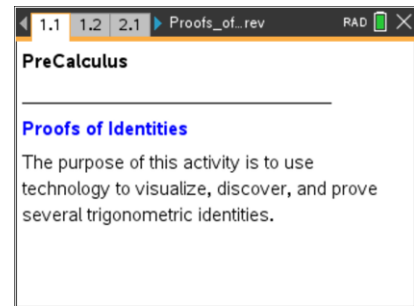 1.1 1.2 2.1 Proofs_of…rev RAD
PreCalculus
Proofs of Identities
The purpose of this activity is to use
technology to visualize, discover, and prove
several trigonometric identities.